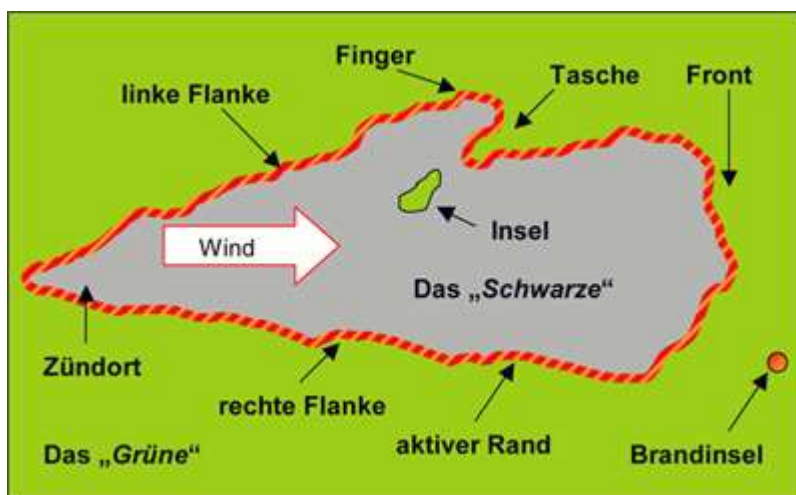 Finger
Tasche
Front
linke Flanke
Insel
Wind
Das „Schwarze“
Zündort
rechte Flanke
aktiver Rand
Brandinsel
Das „Grüne“